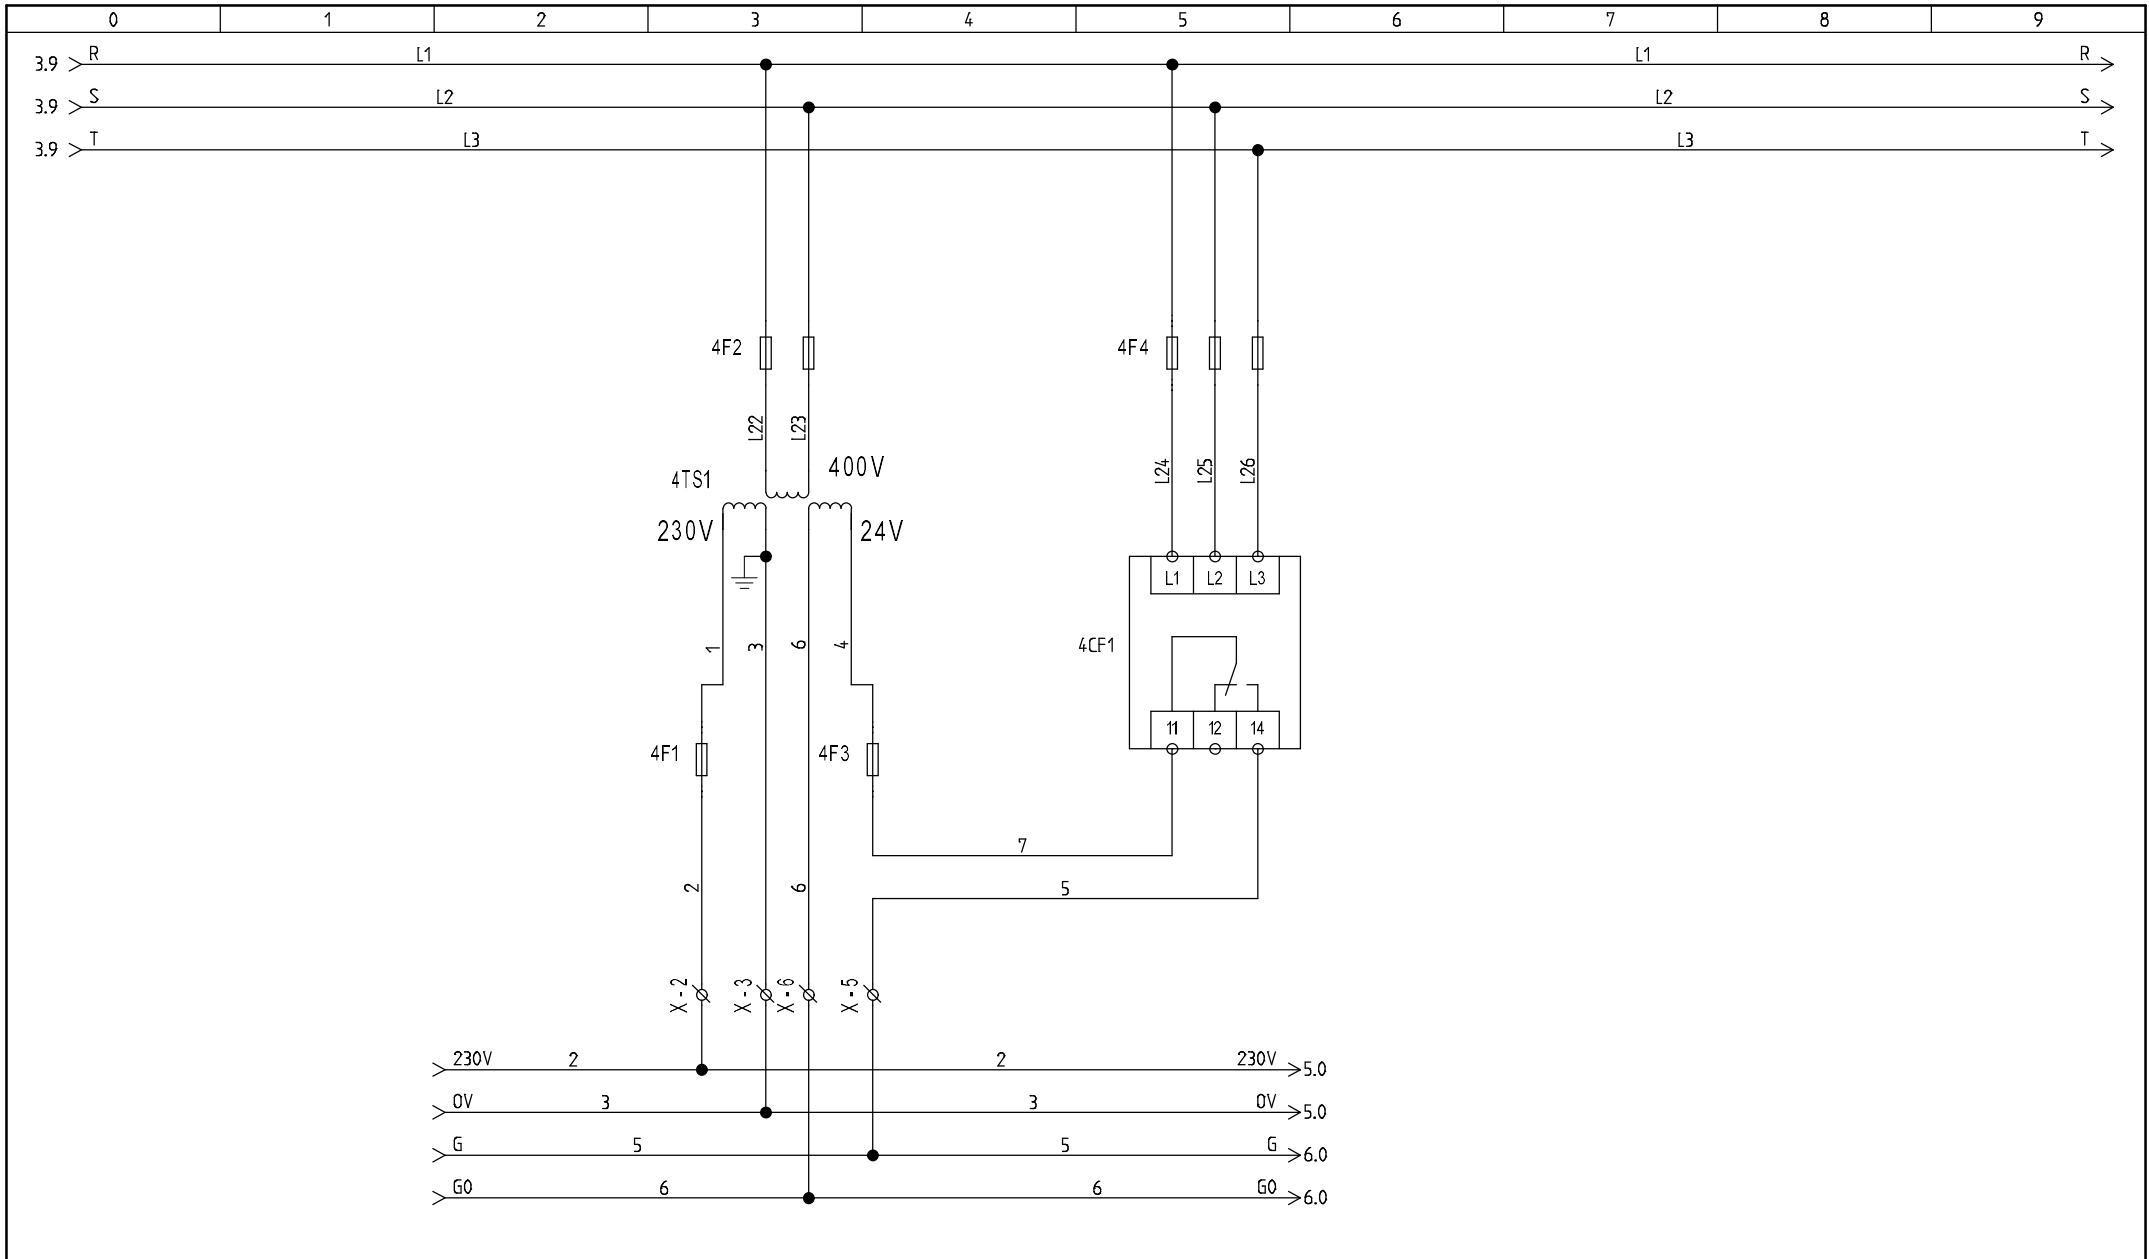 0 1 2 3 4 5 6 7 8 9
3.9 R L1 L1 R
3.9 S L2 L2 S
3.9 T L3 L3 T
4F2 4F4
L22 L23
400V
4TS1
L24 L25 L26
230V 24V
L1 L2 L3
1 3 6 4
4CF1
11 12 14
4F1 4F3
7
2 6 5
X-2 X-3 X-6 X-5
230V 2 2 230V 5.0
0V 3 3 0V 5.0
G 5 5 G 6.0
G0 6 6 G0 6.0